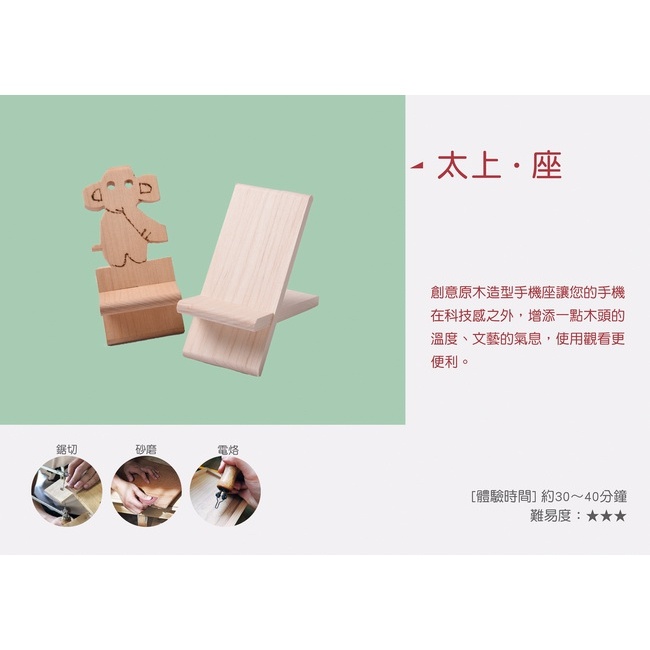 太上·座
創意原木造型手機座讓您的手機
在科技感之外，增添一點木頭的
溫度、文藝的氣息，使用觀看更
便利。
鋸切
砂磨
電烙
[體驗時間] 約30～40分鐘
難易度：★★★